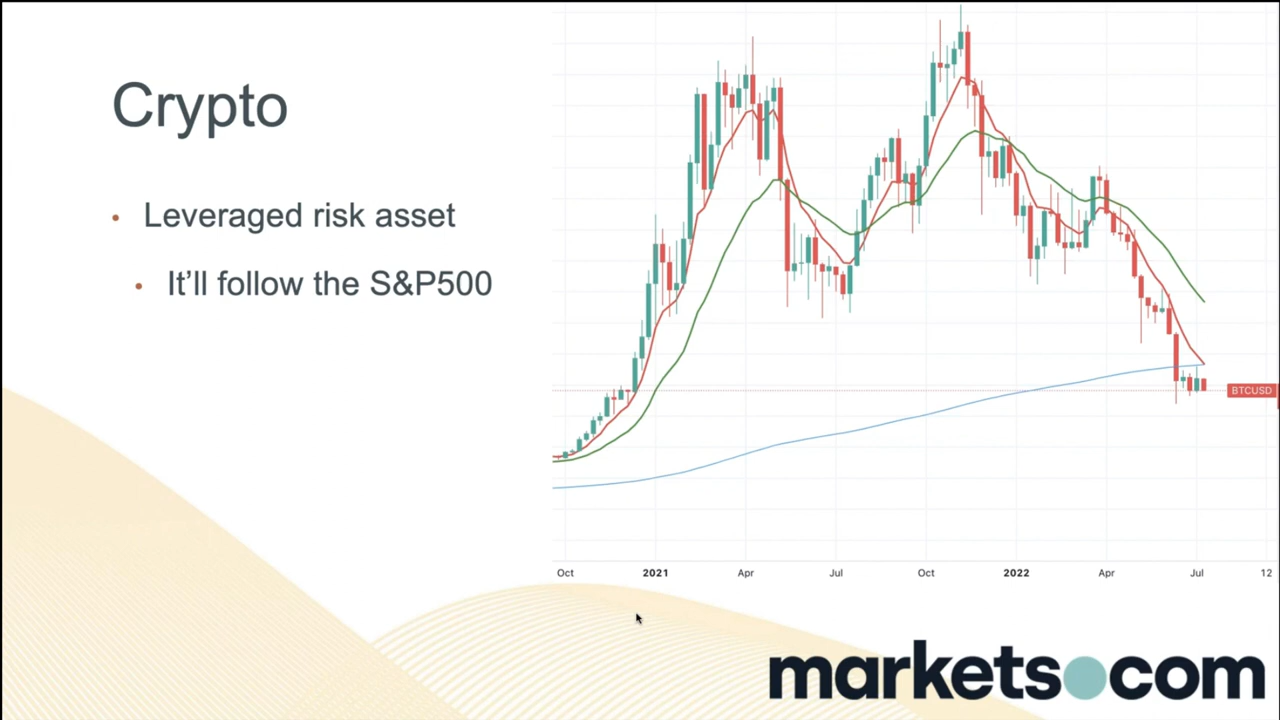 Crypto
• Leveraged risk asset
• It'll follow the S&P500
BTCUSD
Oct 2021 Apr Jul Oct 2022 Apr Jul 12
markets.com